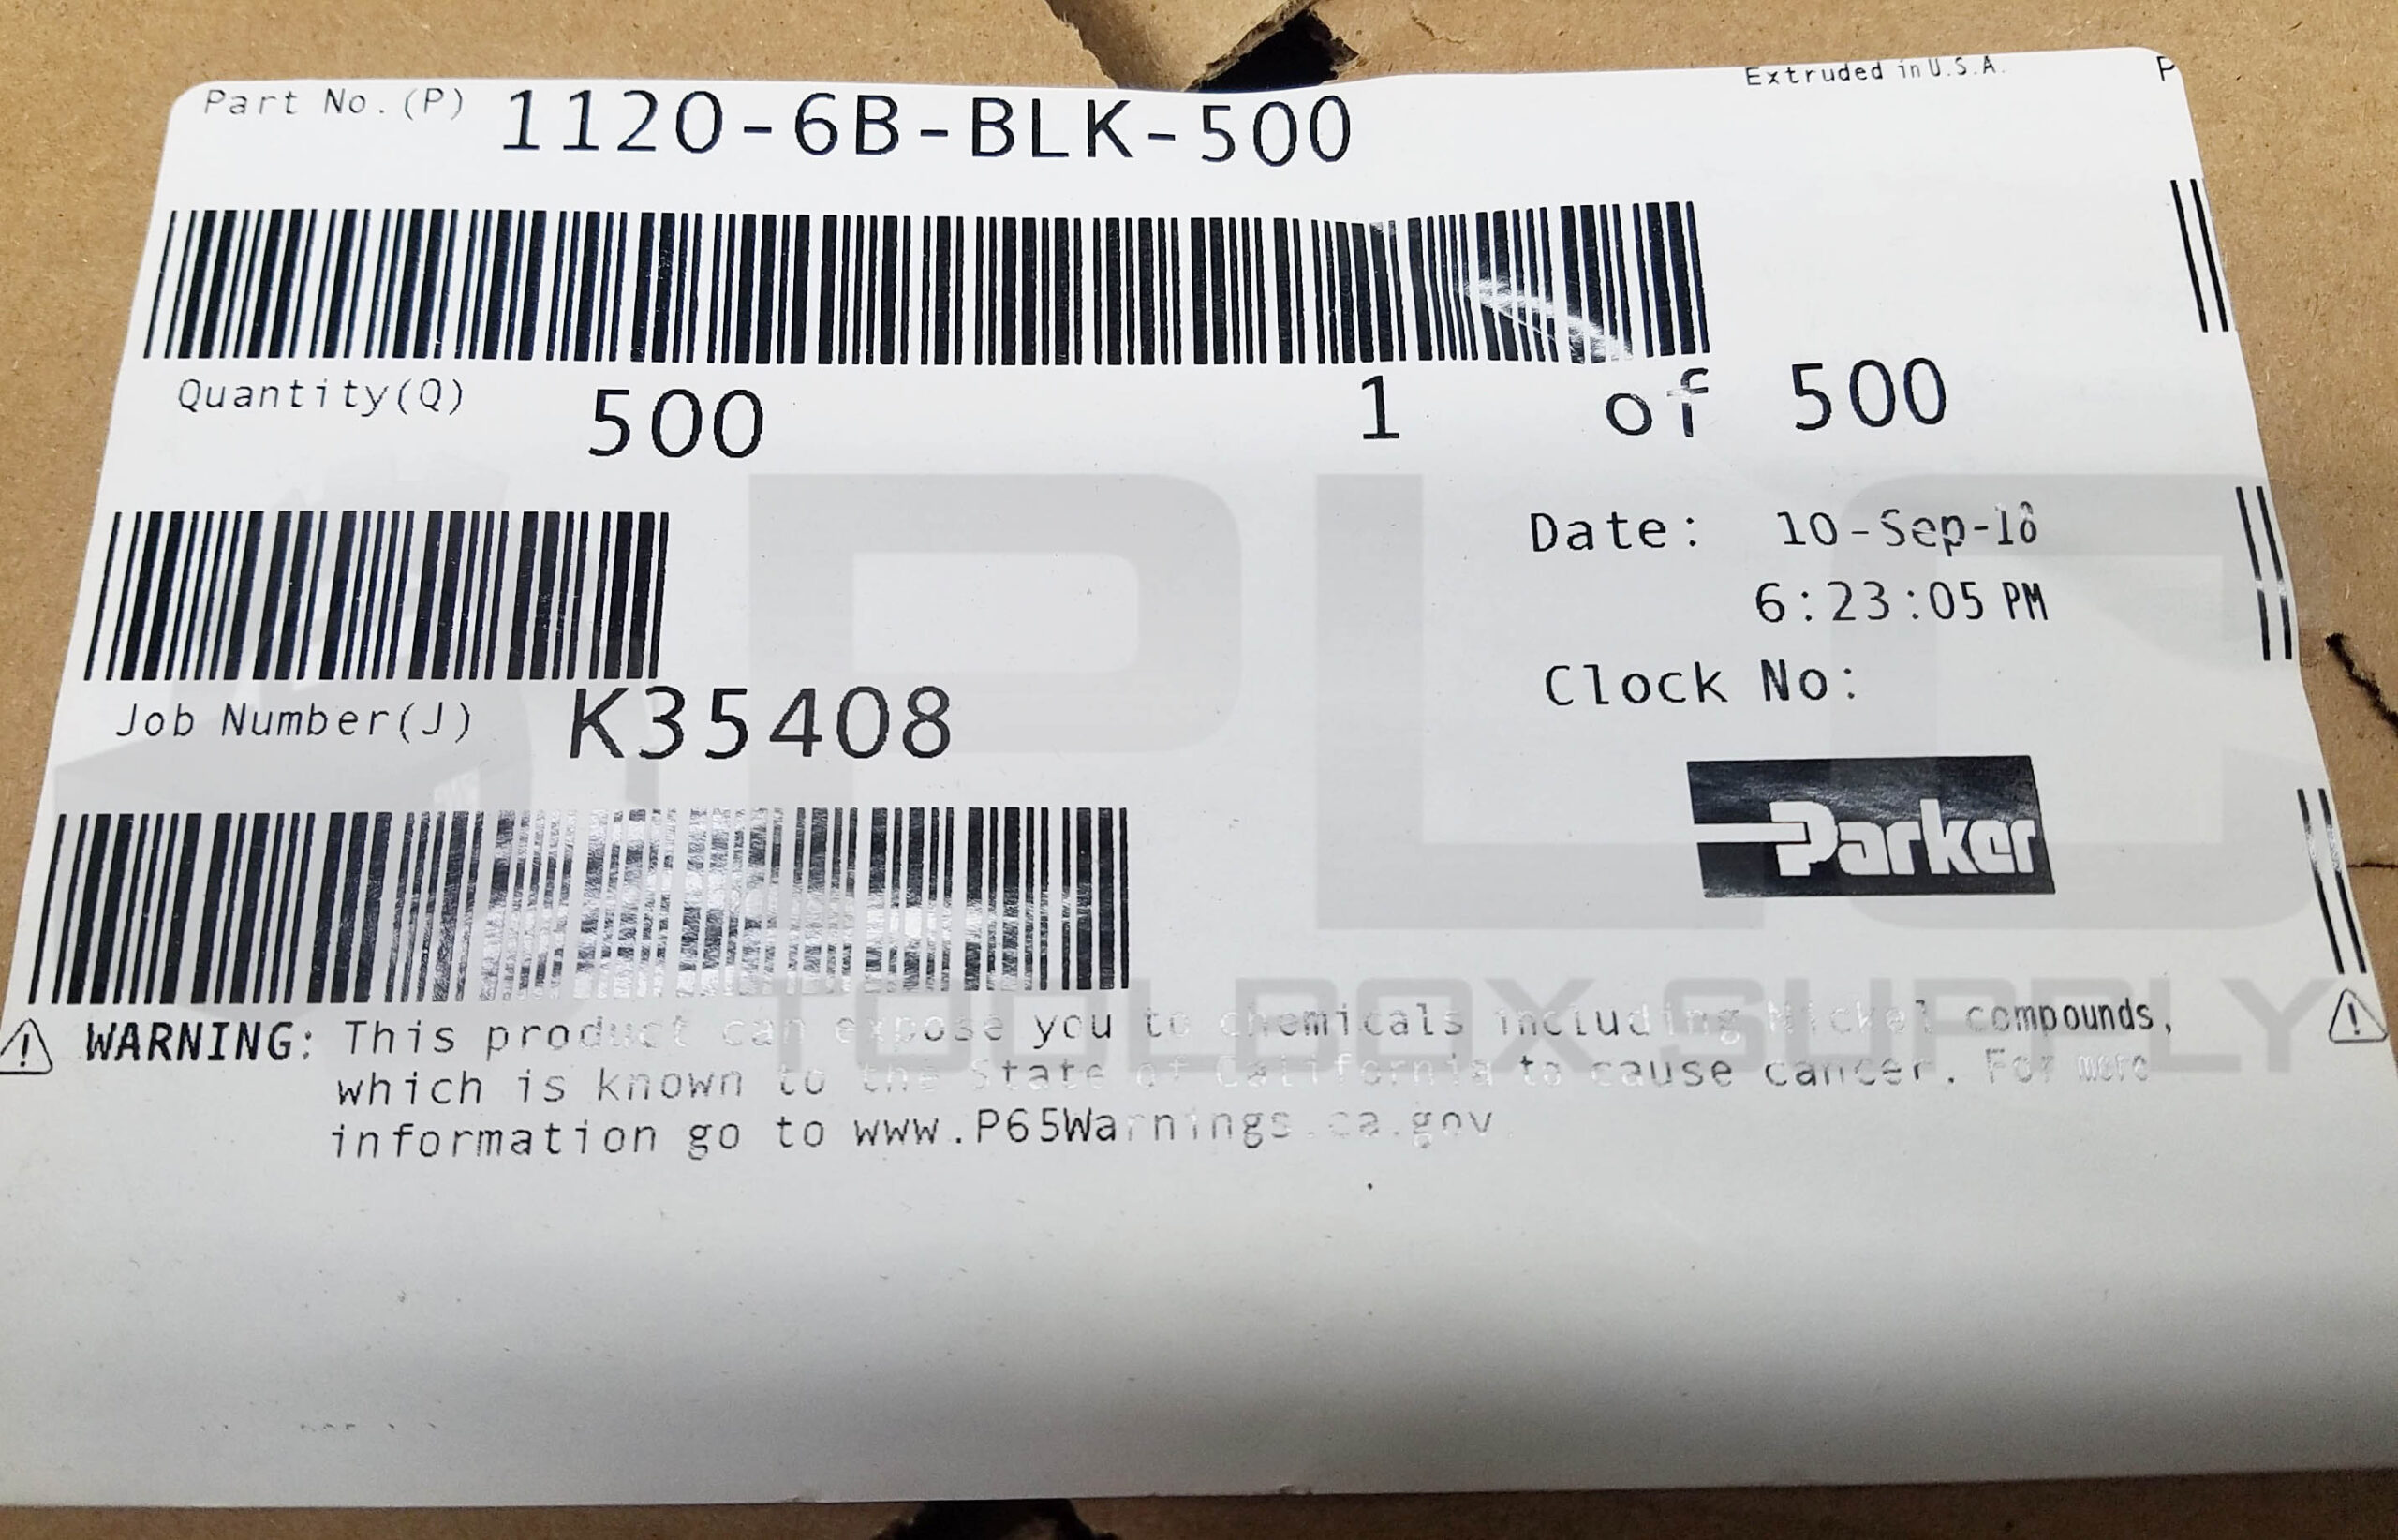 Extruded in U.S.A.
P
Part No.(P) 1120-6B-BLK-500
Quantity(Q) 500 1 of 500
Date: 10-Sep-18
6:23:05 PM
Clock No:
Job Number(J) K35408
Parker
PLC
TOOLBOX SUPPLY
WARNING: This product can expose you to chemicals including Nickel compounds,
which is known to the State of California to cause cancer. For more
information go to www.P65Warnings.ca.gov.